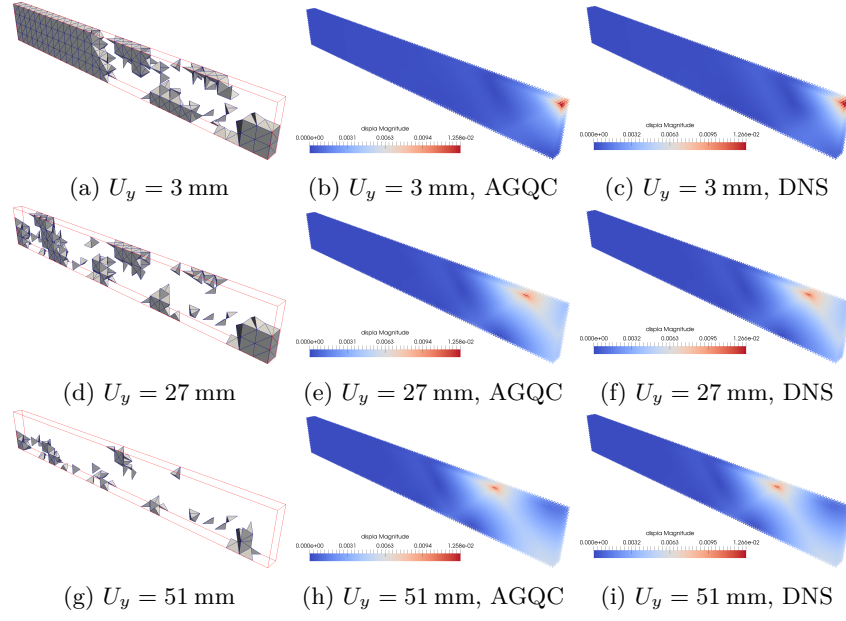 displa Magnitude
0.000e+00 0.0031 0.0063 0.0094 1.258e-02
displa Magnitude
0.000e+00 0.0032 0.0063 0.0095 1.266e-02
(a) U_y = 3 mm
(b) U_y = 3 mm, AGQC
(c) U_y = 3 mm, DNS
displa Magnitude
0.000e+00 0.0031 0.0063 0.0094 1.258e-02
displa Magnitude
0.000e+00 0.0032 0.0063 0.0095 1.266e-02
(d) U_y = 27 mm
(e) U_y = 27 mm, AGQC
(f) U_y = 27 mm, DNS
displa Magnitude
0.000e+00 0.0031 0.0063 0.0094 1.258e-02
displa Magnitude
0.000e+00 0.0032 0.0063 0.0095 1.266e-02
(g) U_y = 51 mm
(h) U_y = 51 mm, AGQC
(i) U_y = 51 mm, DNS